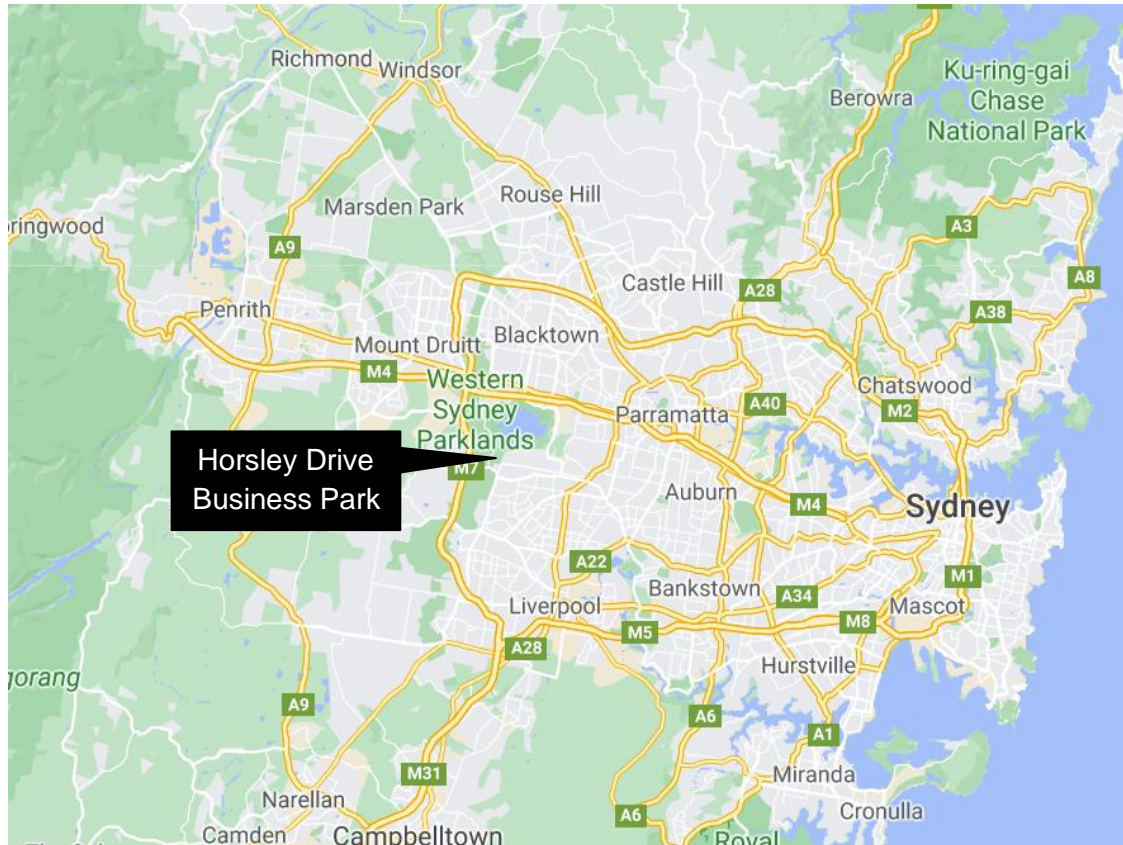 Richmond
Windsor
Ku-ring-gai
Chase
National Park
Berowra
Rouse Hill
Marsden Park
oringwood
A3
A9
Castle Hill
A28
A8
Penrith
A38
Blacktown
Mount Druitt
M4
Western
Sydney
Parklands
Chatswood
A40
M2
Parramatta
Horsley Drive
Business Park
M7
Auburn
M4
Sydney
A22
M1
Bankstown
A34
Liverpool
Mascot
M8
M5
A28
Hurstville
gorang
A9
A6
A1
M31
Miranda
Narellan
Cronulla
A6
Camden
Campbelltown
Royal